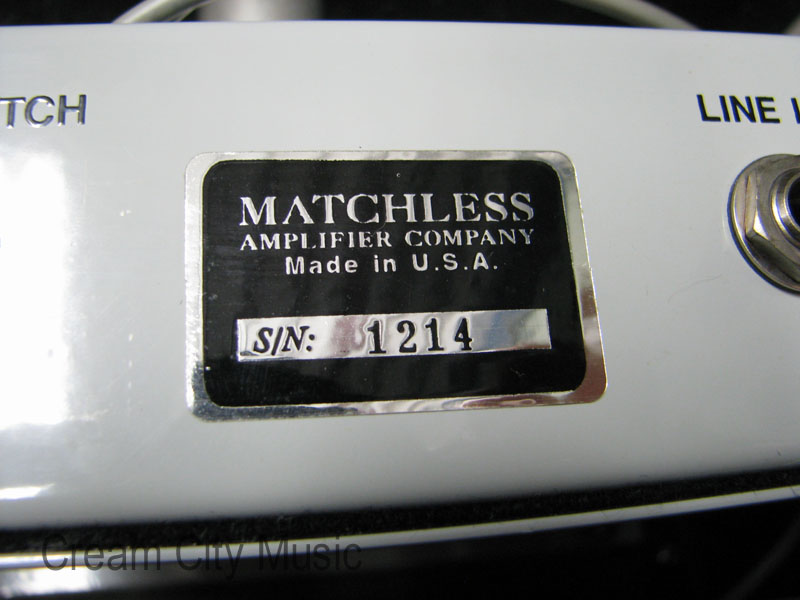 TCH
LINE
MATCHLESS
AMPLIFIER COMPANY
Made in U.S.A.
S/N: 1214
Cream City Music